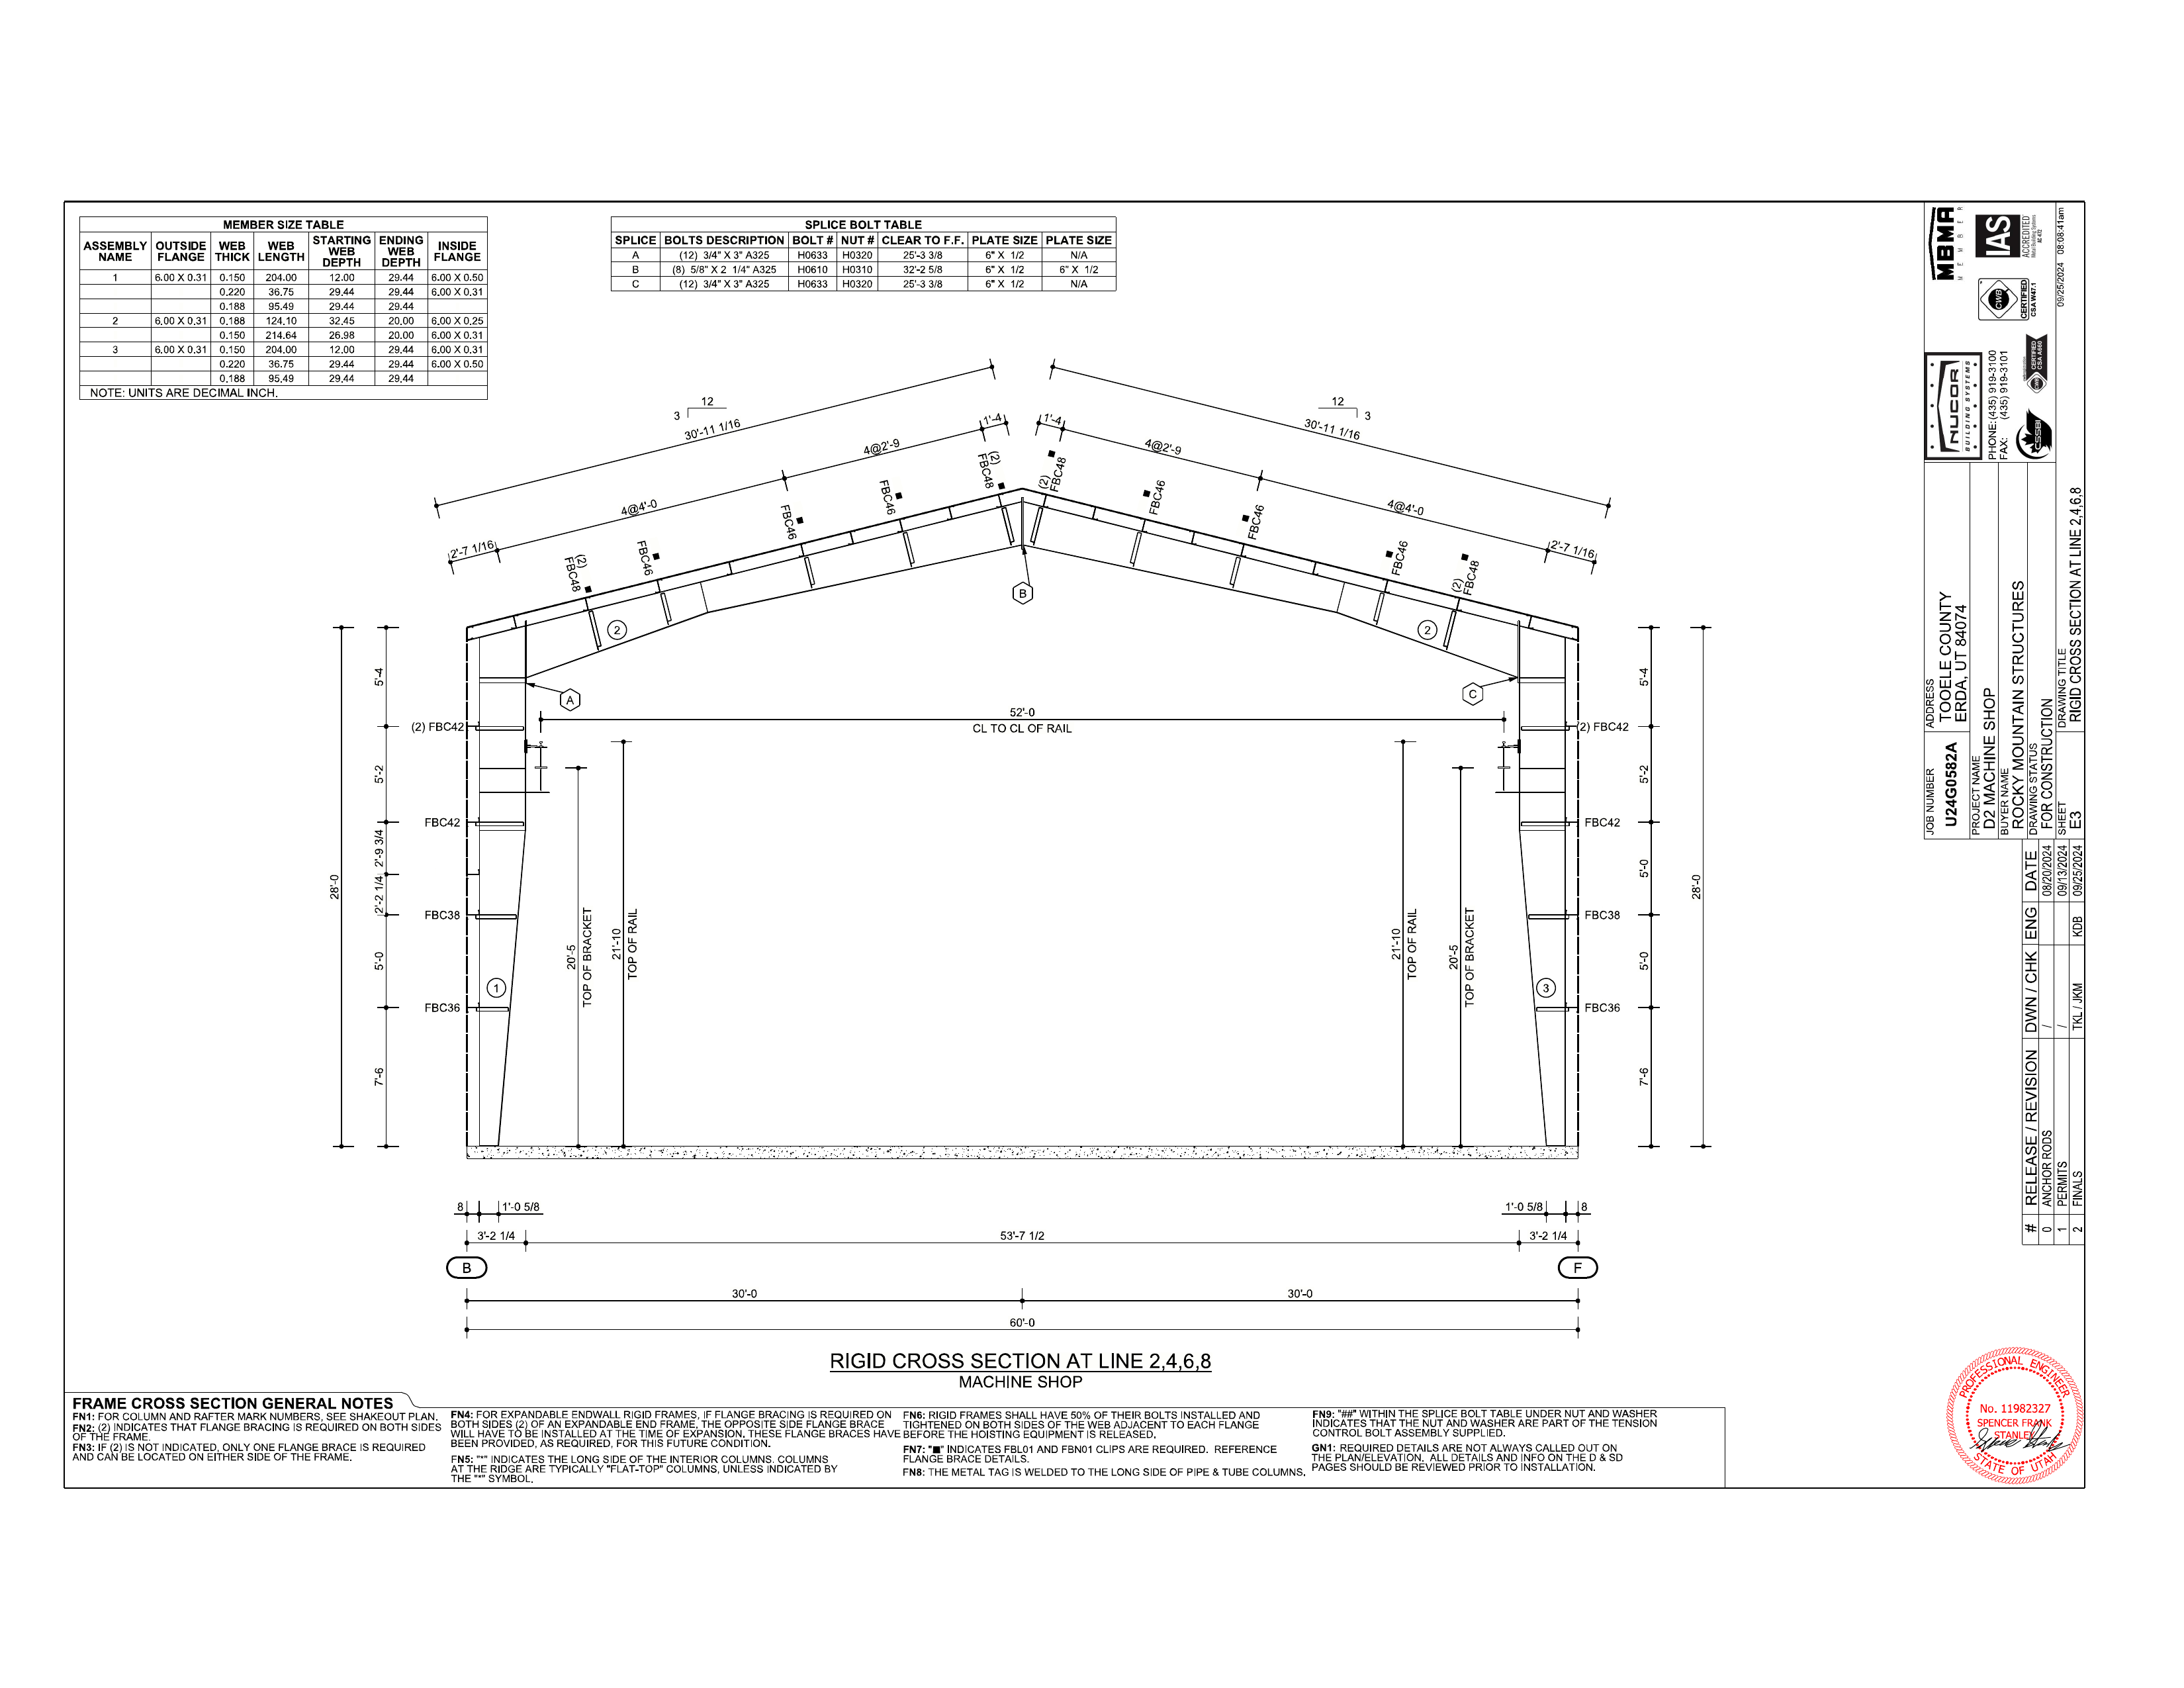 MEMBER SIZE TABLE
ASSEMBLY NAME OUTSIDE FLANGE WEB THICK WEB LENGTH STARTING WEB DEPTH ENDING WEB DEPTH INSIDE FLANGE
1 6.00 X 0.31 0.150 204.00 12.00 29.44 6.00 X 0.50
0.220 36.75 29.44 29.44 6.00 X 0.31
0.188 95.49 29.44 29.44
2 6.00 X 0.31 0.188 124.10 32.45 20.00 6.00 X 0.25
0.150 214.64 26.98 20.00 6.00 X 0.31
3 6.00 X 0.31 0.150 204.00 12.00 29.44 6.00 X 0.31
0.220 36.75 29.44 29.44 6.00 X 0.50
0.188 95.49 29.44 29.44
NOTE: UNITS ARE DECIMAL INCH.
SPLICE BOLT TABLE
SPLICE BOLTS DESCRIPTION BOLT # NUT # CLEAR TO F.F. PLATE SIZE PLATE SIZE
A (12) 3/4" X 3" A325 H0633 H0320 25'-3 3/8 6" X 1/2 N/A
B (8) 5/8" X 2 1/4" A325 H0610 H0310 32'-2 5/8 6" X 1/2 6" X 1/2
C (12) 3/4" X 3" A325 H0633 H0320 25'-3 3/8 6" X 1/2 N/A
12
3
30'-11 1/16
12
3
30'-11 1/16
2'-7 1/16
4@4'-0
4@2'-9
1'-4
1'-4
4@2'-9
4@4'-0
2'-7 1/16
(2) FBC48 ■
FBC46 ■
FBC46 ■
FBC46 ■
(2) FBC48 ■
(2) FBC48 ■
FBC46 ■
FBC46 ■
FBC46 ■
(2) FBC48 ■
2
2
A
B
C
52'-0
CL TO CL OF RAIL
28'-0
5'-4
5'-2
2'-9 3/4
2'-2 1/4
5'-0
7'-6
(2) FBC42
FBC42
FBC38
FBC36
1
20'-5
TOP OF BRACKET
21'-10
TOP OF RAIL
21'-10
TOP OF RAIL
20'-5
TOP OF BRACKET
3
(2) FBC42
FBC42
FBC38
FBC36
5'-4
5'-2
5'-0
5'-0
7'-6
28'-0
8 1'-0 5/8
1'-0 5/8 8
3'-2 1/4 53'-7 1/2 3'-2 1/4
B F
30'-0 30'-0
60'-0
RIGID CROSS SECTION AT LINE 2,4,6,8
MACHINE SHOP
FRAME CROSS SECTION GENERAL NOTES
FN1: FOR COLUMN AND RAFTER MARK NUMBERS, SEE SHAKEOUT PLAN.
FN2: (2) INDICATES THAT FLANGE BRACING IS REQUIRED ON BOTH SIDES
OF THE FRAME.
FN3: IF (2) IS NOT INDICATED, ONLY ONE FLANGE BRACE IS REQUIRED
AND CAN BE LOCATED ON EITHER SIDE OF THE FRAME.
FN4: FOR EXPANDABLE ENDWALL RIGID FRAMES, IF FLANGE BRACING IS REQUIRED ON
BOTH SIDES (2) OF AN EXPANDABLE END FRAME, THE OPPOSITE SIDE FLANGE BRACE
WILL HAVE TO BE INSTALLED AT THE TIME OF EXPANSION, THESE FLANGE BRACES HAVE
BEEN PROVIDED, AS REQUIRED, FOR THIS FUTURE CONDITION.
FN5: "*" INDICATES THE LONG SIDE OF THE INTERIOR COLUMNS. COLUMNS
AT THE RIDGE ARE TYPICALLY "FLAT-TOP" COLUMNS, UNLESS INDICATED BY
THE "*" SYMBOL.
FN6: RIGID FRAMES SHALL HAVE 50% OF THEIR BOLTS INSTALLED AND
TIGHTENED ON BOTH SIDES OF THE WEB ADJACENT TO EACH FLANGE
BEFORE THE HOISTING EQUIPMENT IS RELEASED.
FN7: "■" INDICATES FBL01 AND FBN01 CLIPS ARE REQUIRED. REFERENCE
FLANGE BRACE DETAILS.
FN8: THE METAL TAG IS WELDED TO THE LONG SIDE OF PIPE & TUBE COLUMNS.
FN9: "##" WITHIN THE SPLICE BOLT TABLE UNDER NUT AND WASHER
INDICATES THAT THE NUT AND WASHER ARE PART OF THE TENSION
CONTROL BOLT ASSEMBLY SUPPLIED.
GN1: REQUIRED DETAILS ARE NOT ALWAYS CALLED OUT ON
THE PLAN/ELEVATION. ALL DETAILS AND INFO ON THE D & SD
PAGES SHOULD BE REVIEWED PRIOR TO INSTALLATION.
MBMA
MEMBER
IAS
ACCREDITED
Metal Building Systems
AC 472
CWB
CERTIFIED
CSA W47.1
CWB
CERTIFIED
CSA A660
CSSBI
NUCOR
BUILDING SYSTEMS
PHONE: (435) 919-3100
FAX: (435) 919-3101
09/25/2024 08:08:41am
JOB NUMBER
U24G0582A
ADDRESS
TOOELE COUNTY
ERDA, UT 84074
PROJECT NAME
D2 MACHINE SHOP
BUYER NAME
ROCKY MOUNTAIN STRUCTURES
DRAWING STATUS
FOR CONSTRUCTION
SHEET
E3
DRAWING TITLE
RIGID CROSS SECTION AT LINE 2,4,6,8
# RELEASE / REVISION DWN / CHK ENG DATE
0 ANCHOR RODS / 08/20/2024
1 PERMITS / 09/13/2024
2 FINALS TKL / JKM KDB 09/25/2024
PROFESSIONAL ENGINEER
No. 11982327
SPENCER FRANK
STANLEY
STATE OF UTAH